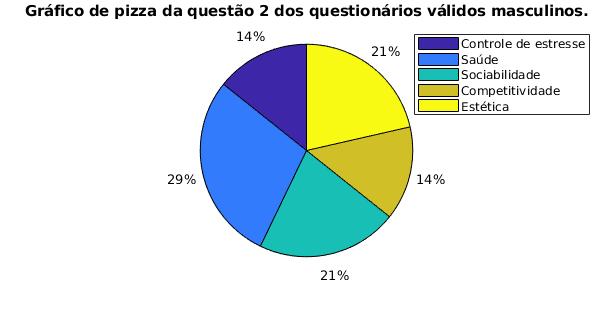 Gráfico de pizza da questão 2 dos questionários válidos masculinos.
14%
21%
Controle de estresse
Saúde
Sociabilidade
Competitividade
Estética
29%
14%
21%